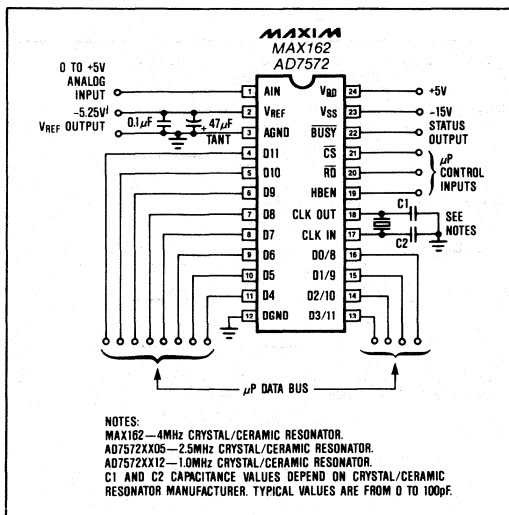 MAXIM
MAX162
AD7572
0 TO +5V
ANALOG
INPUT
-5.25V
VREF OUTPUT
0.1µF
+ 47µF
TANT
1 AIN
2 VREF
3 AGND
4 D11
5 D10
6 D9
7 D8
8 D7
9 D6
10 D5
11 D4
12 DGND
VDD 24
VSS 23
BUSY 22
CS 21
RD 20
HBEN 19
CLK OUT 18
CLK IN 17
D0/8 16
D1/9 15
D2/10 14
D3/11 13
+5V
-15V
STATUS
OUTPUT
µP
CONTROL
INPUTS
C1
C2
SEE
NOTES
µP DATA BUS
NOTES:
MAX162—4MHz CRYSTAL/CERAMIC RESONATOR.
AD7572XX05—2.5MHz CRYSTAL/CERAMIC RESONATOR.
AD7572XX12—1.0MHz CRYSTAL/CERAMIC RESONATOR.
C1 AND C2 CAPACITANCE VALUES DEPEND ON CRYSTAL/CERAMIC
RESONATOR MANUFACTURER. TYPICAL VALUES ARE FROM 0 TO 100pF.